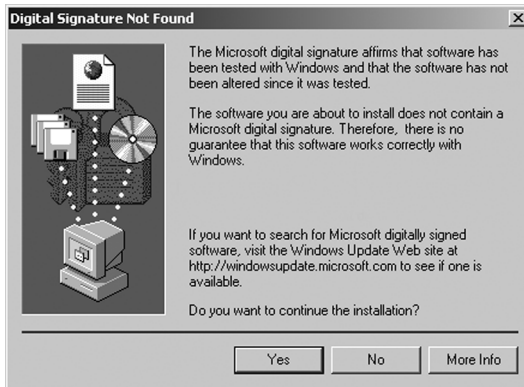 Digital Signature Not Found
The Microsoft digital signature affirms that software has
been tested with Windows and that the software has not
been altered since it was tested.
The software you are about to install does not contain a
Microsoft digital signature. Therefore, there is no
guarantee that this software works correctly with
Windows.
If you want to search for Microsoft digitally signed
software, visit the Windows Update Web site at
http://windowsupdate.microsoft.com to see if one is
available.
Do you want to continue the installation?
Yes No More Info